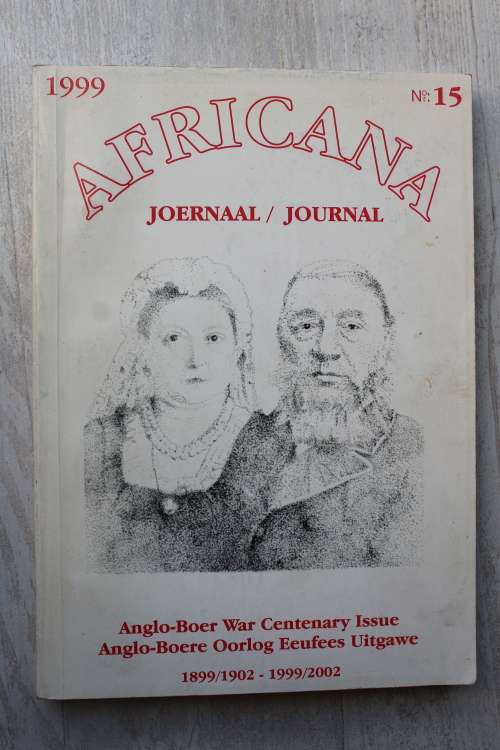 1999
No: 15
AFRICANA
JOERNAAL / JOURNAL
Anglo-Boer War Centenary Issue
Anglo-Boere Oorlog Eeufees Uitgawe
1899/1902 - 1999/2002